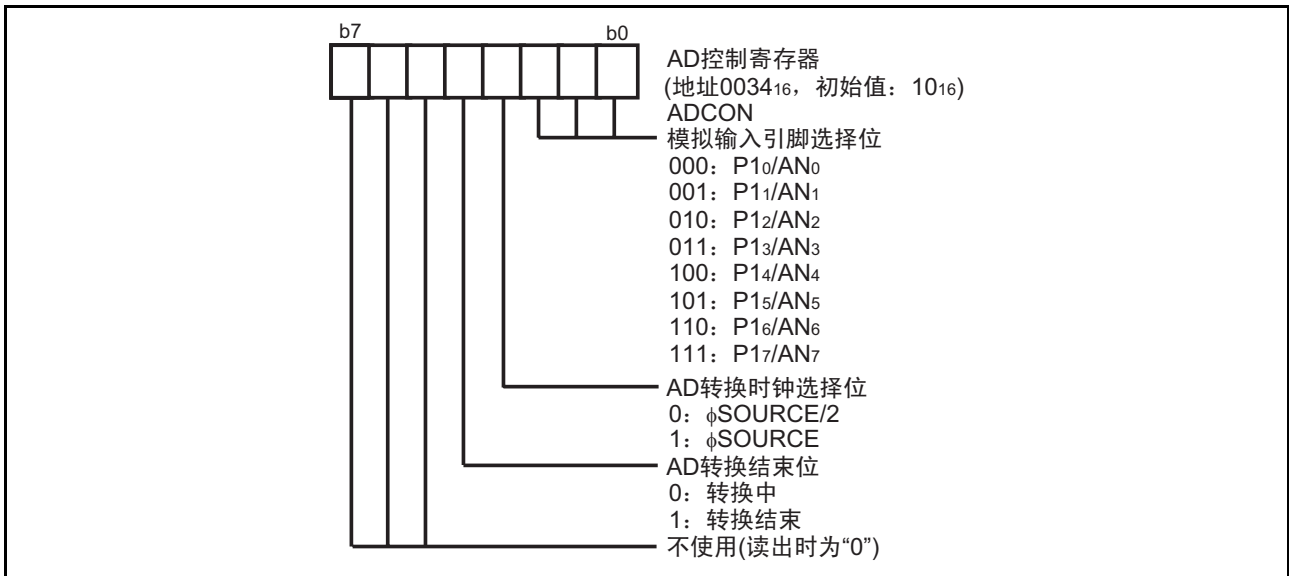 b7
b0
AD控制寄存器
(地址0034₁₆，初始值：10₁₆)
ADCON
模拟输入引脚选择位
000：P1₀/AN₀
001：P1₁/AN₁
010：P1₂/AN₂
011：P1₃/AN₃
100：P1₄/AN₄
101：P1₅/AN₅
110：P1₆/AN₆
111：P1₇/AN₇
AD转换时钟选择位
0：ϕSOURCE/2
1：ϕSOURCE
AD转换结束位
0：转换中
1：转换结束
不使用(读出时为“0”)